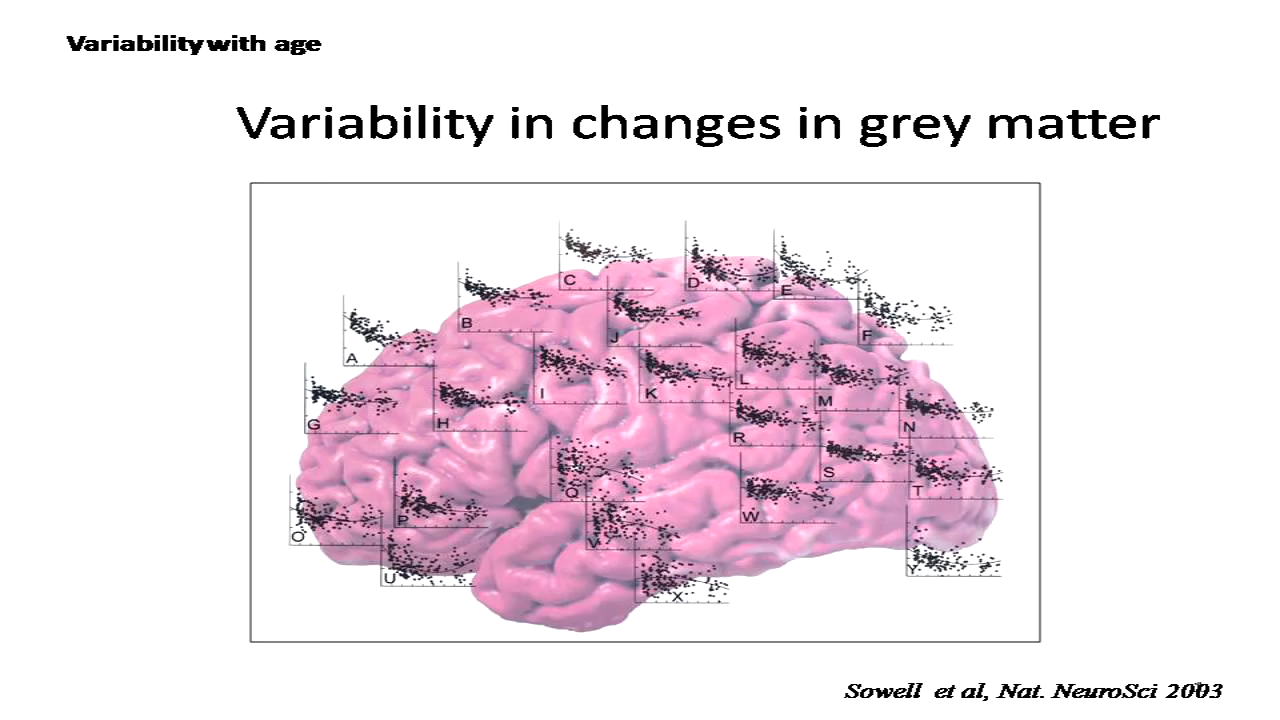 Variability with age
Variability in changes in grey matter
C
D
E
B
J
F
A
I
K
L
M
G
H
N
R
S
Q
T
P
W
O
V
U
X
Y
Sowell et al, Nat. NeuroSci 2003